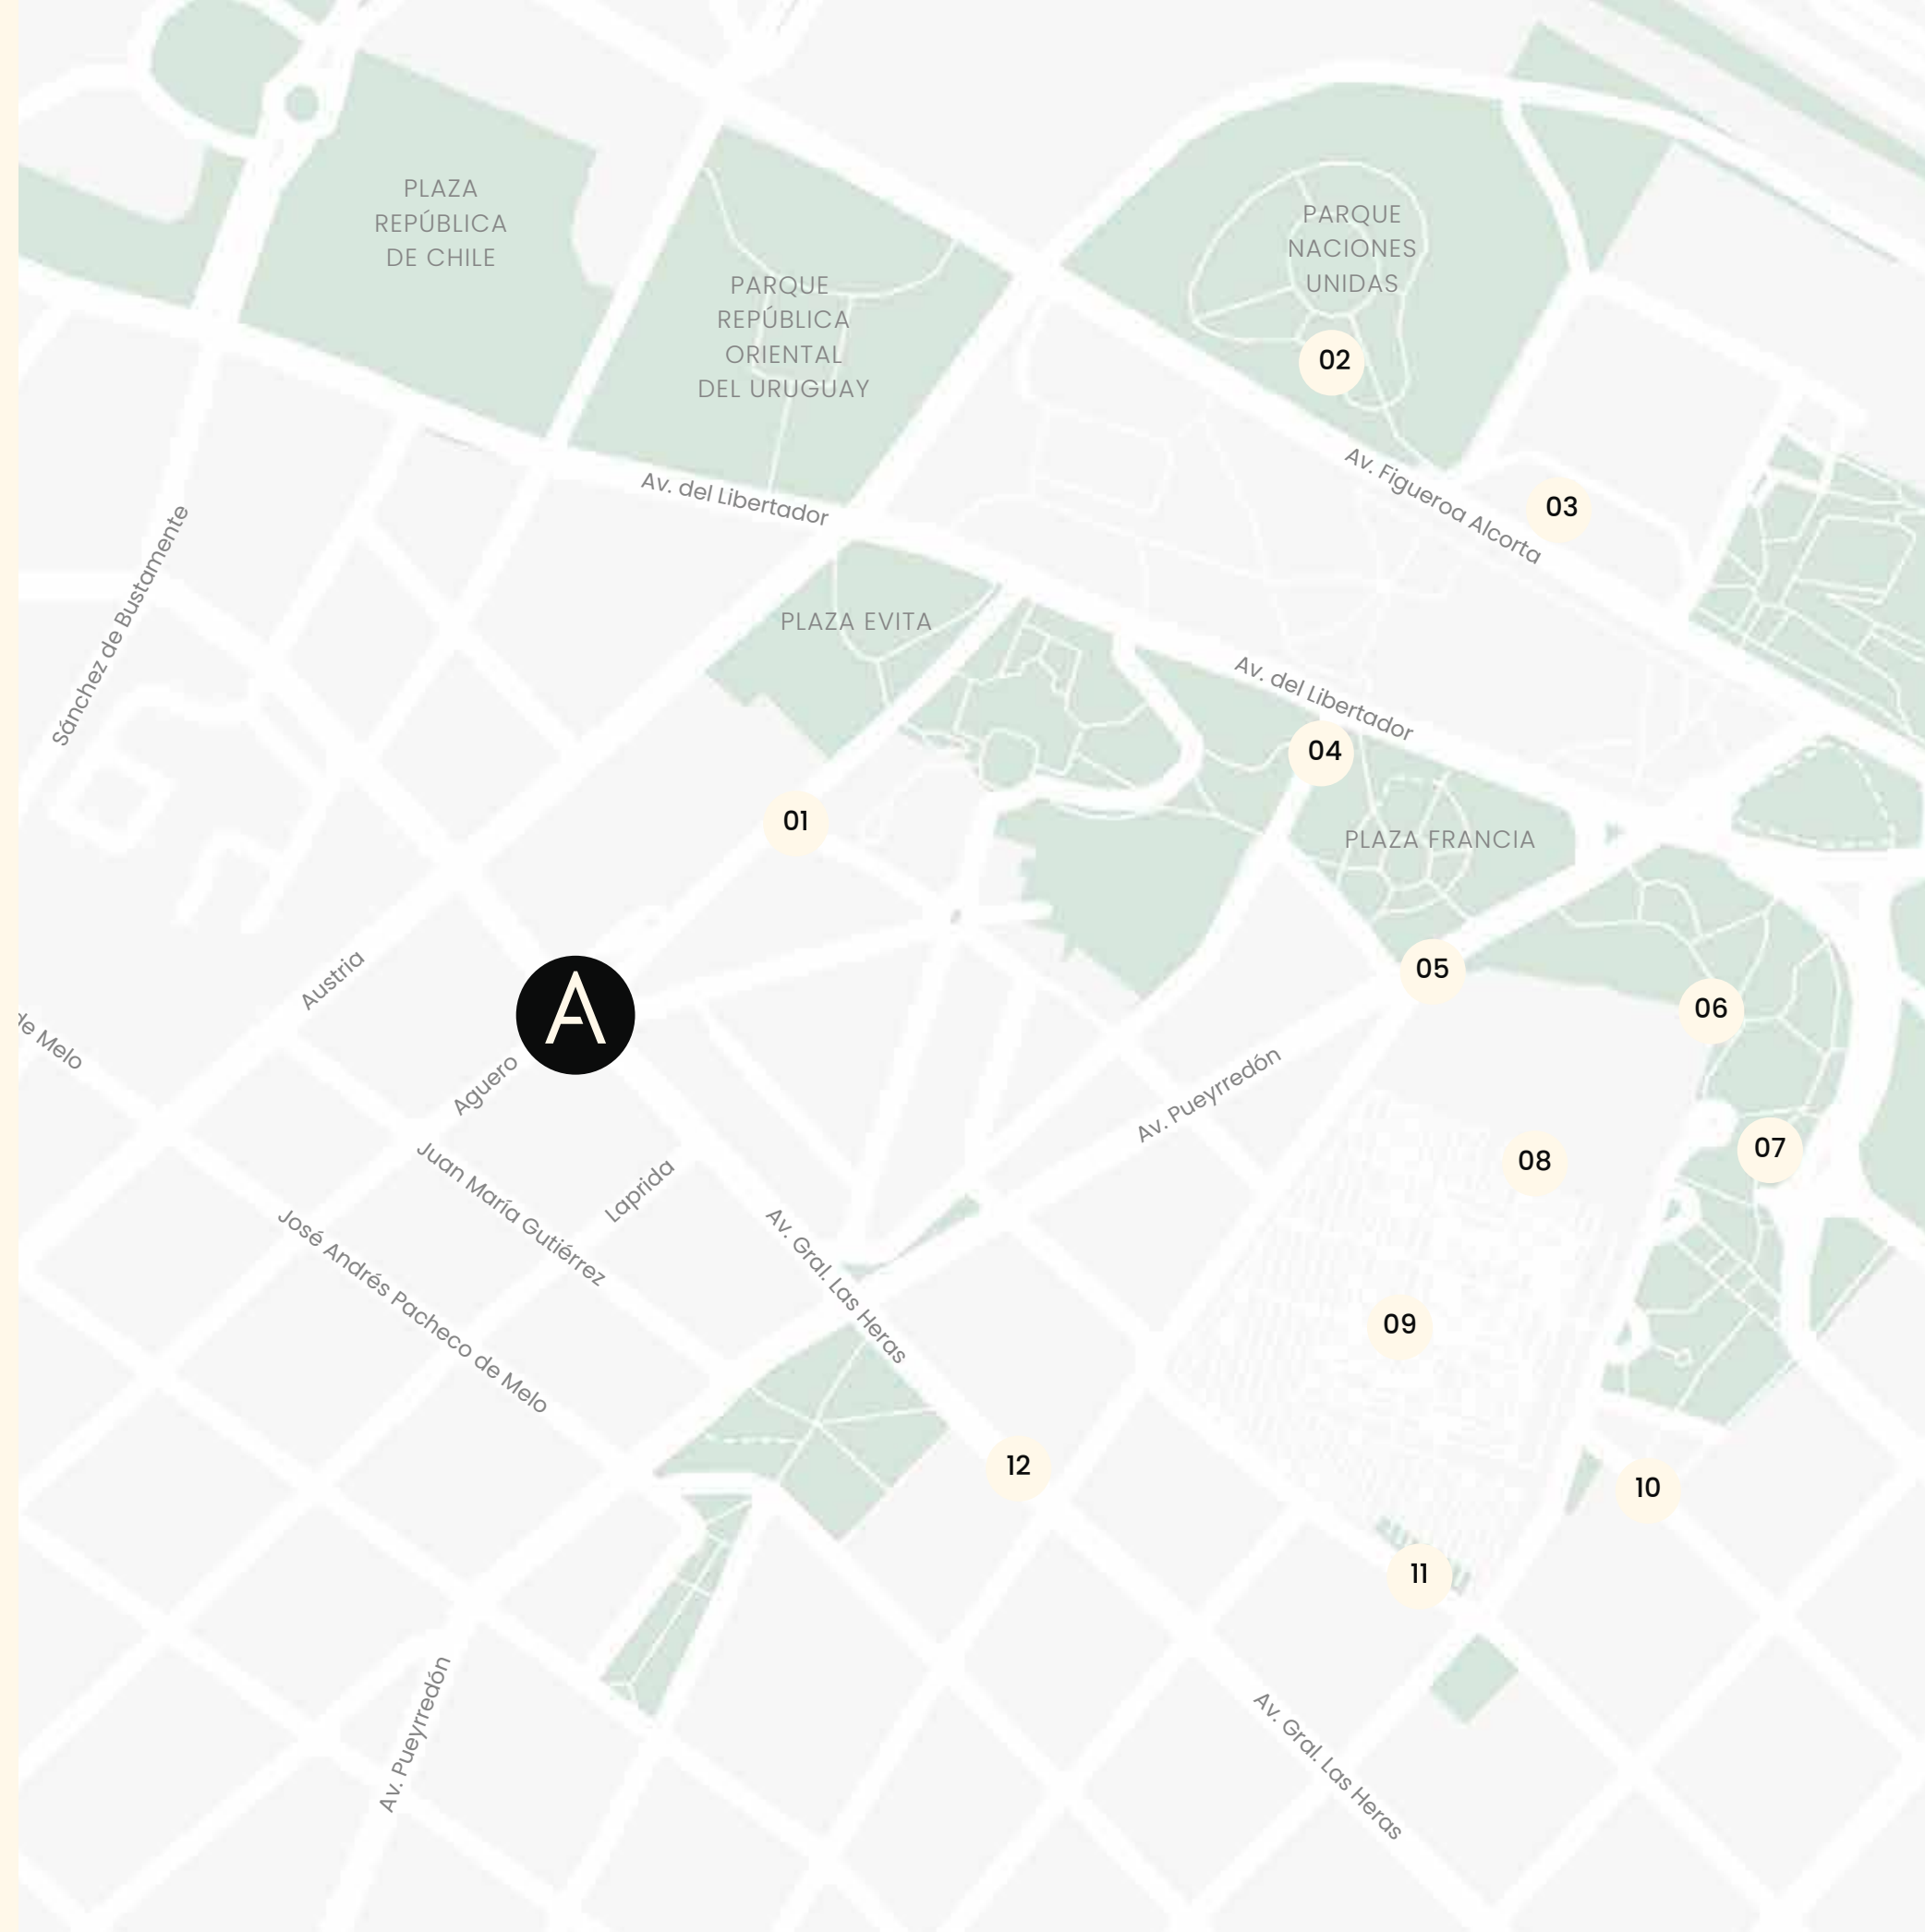 PLAZA
REPÚBLICA
DE CHILE
PARQUE
NACIONES
UNIDAS
PARQUE
REPÚBLICA
ORIENTAL
DEL URUGUAY
02
Av. del Libertador
Av. Figueroa Alcorta
03
Sánchez de Bustamente
PLAZA EVITA
Av. del Libertador
04
01
PLAZA FRANCIA
Austria
A
05
06
de Melo
Aguero
Av. Pueyrredón
Juan María Gutiérrez
Laprida
08
07
José Andrés Pacheco de Melo
Av. Gral. Las Heras
09
12
10
11
Av. Pueyrredón
Av. Gral. Las Heras